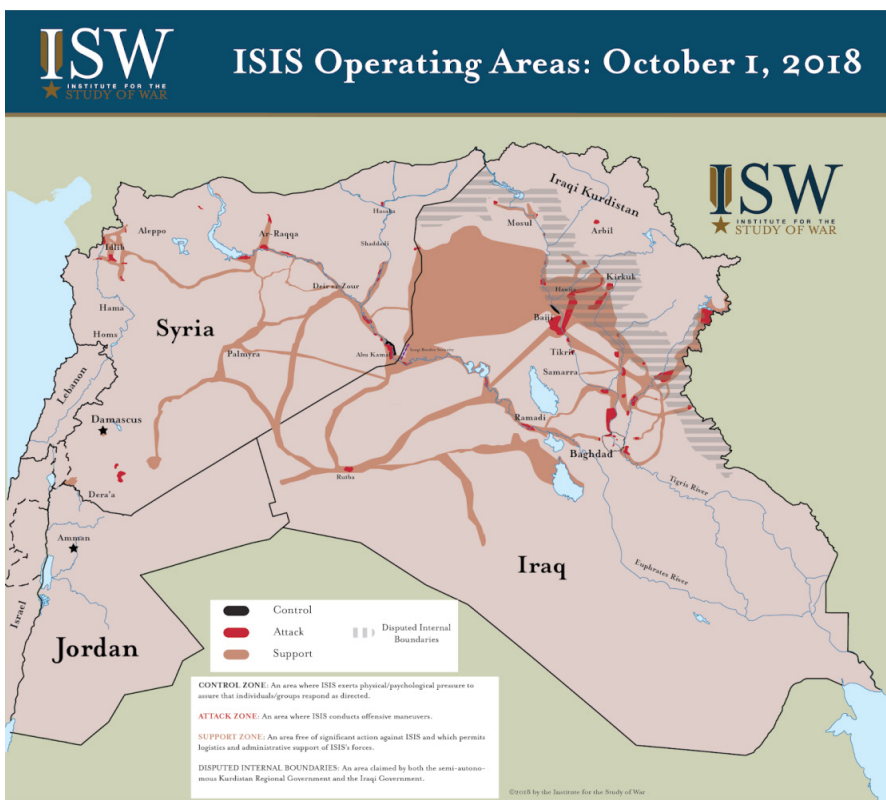 ISW
INSTITUTE FOR THE
STUDY OF WAR
ISIS Operating Areas: October 1, 2018
ISW
INSTITUTE FOR THE
STUDY OF WAR
Iraqi Kurdistan
Mosul
Arbil
Hasaka
Shaddadi
Aleppo
Ar-Raqqa
Idlib
Kirkuk
Hawija
Deir ez-Zour
Hama
Baiji
Syria
Homs
Abu Kamal
Tikrit
Palmyra
Samarra
Lebanon
Damascus
Ramadi
Baghdad
Rutba
Tigris River
Dera'a
Amman
Iraq
Euphrates River
Israel
Jordan
Control
Attack
Support
Disputed Internal
Boundaries
CONTROL ZONE: An area where ISIS exerts physical/psychological pressure to
assure that individuals/groups respond as directed.
ATTACK ZONE: An area where ISIS conducts offensive maneuvers.
SUPPORT ZONE: An area free of significant action against ISIS and which permits
logistics and administrative support of ISIS's forces.
DISPUTED INTERNAL BOUNDARIES: An area claimed by both the semi-autono-
mous Kurdistan Regional Government and the Iraqi Government.
©2018 by the Institute for the Study of War